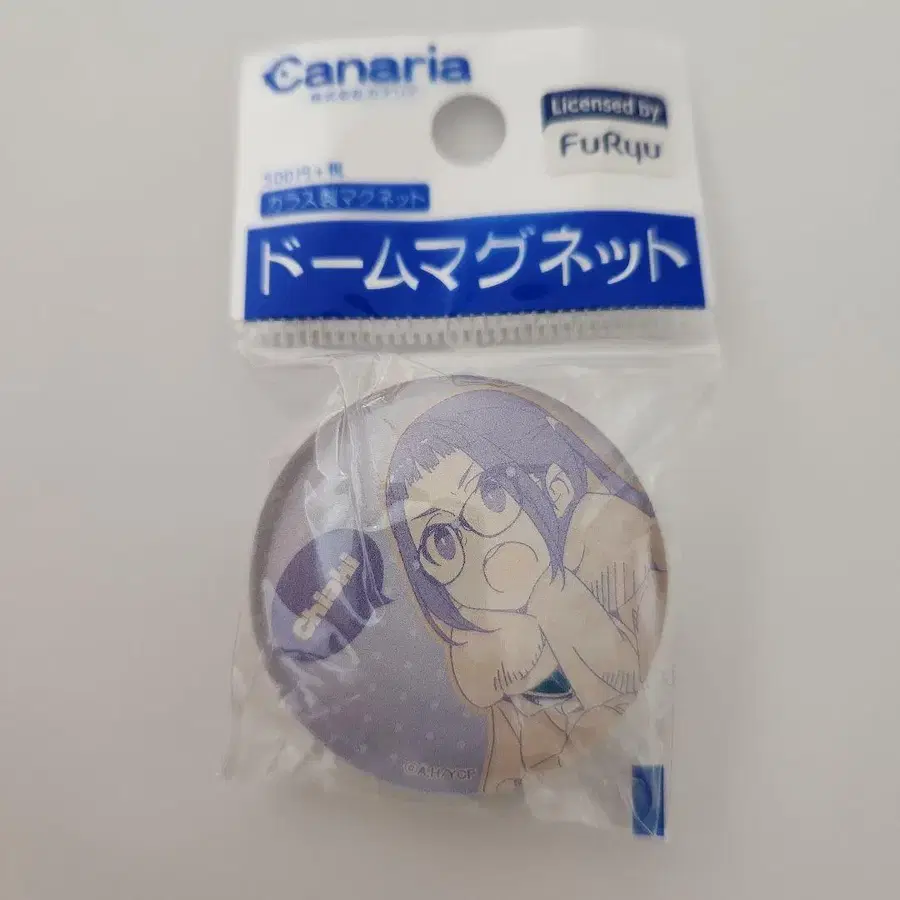 Canaria
株式会社カナリア
Licensed by
FuRyu
500円+税
ガラス製マグネット
ドームマグネット
Chiaki
©A.H/YCP